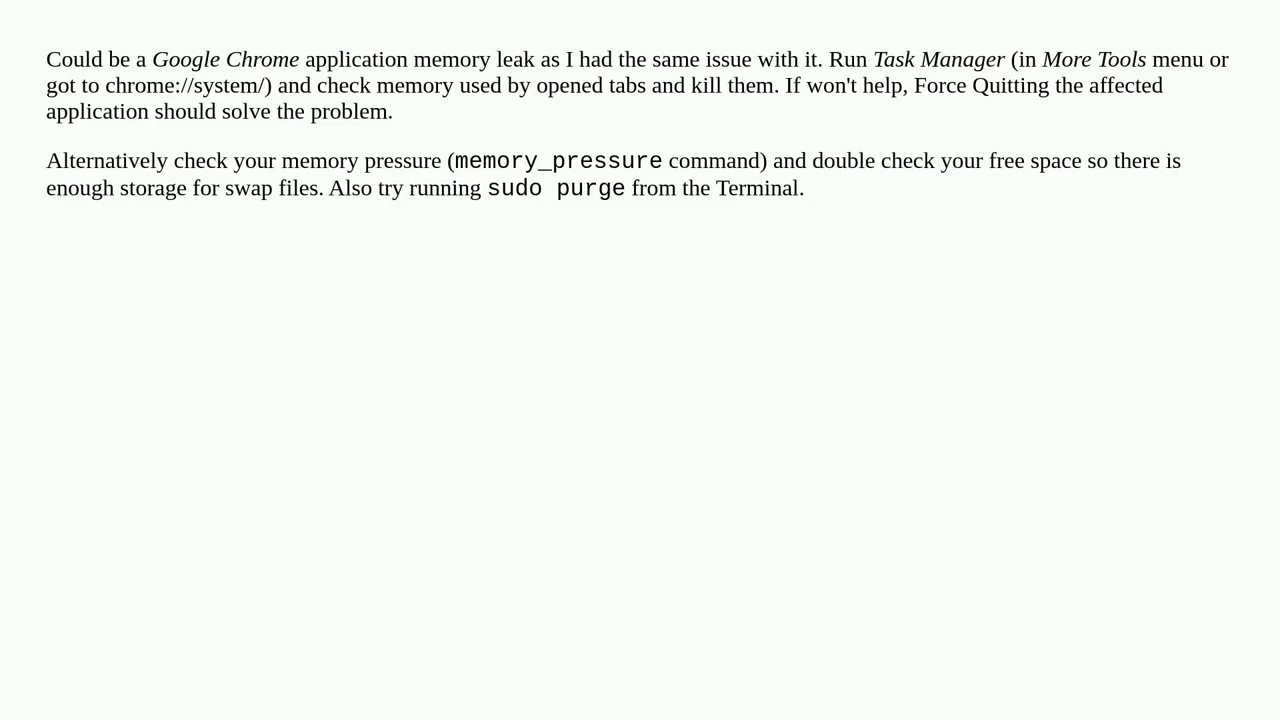 Could be a Google Chrome application memory leak as I had the same issue with it. Run Task Manager (in More Tools menu or
got to chrome://system/) and check memory used by opened tabs and kill them. If won't help, Force Quitting the affected
application should solve the problem.
Alternatively check your memory pressure (memory_pressure command) and double check your free space so there is
enough storage for swap files. Also try running sudo purge from the Terminal.